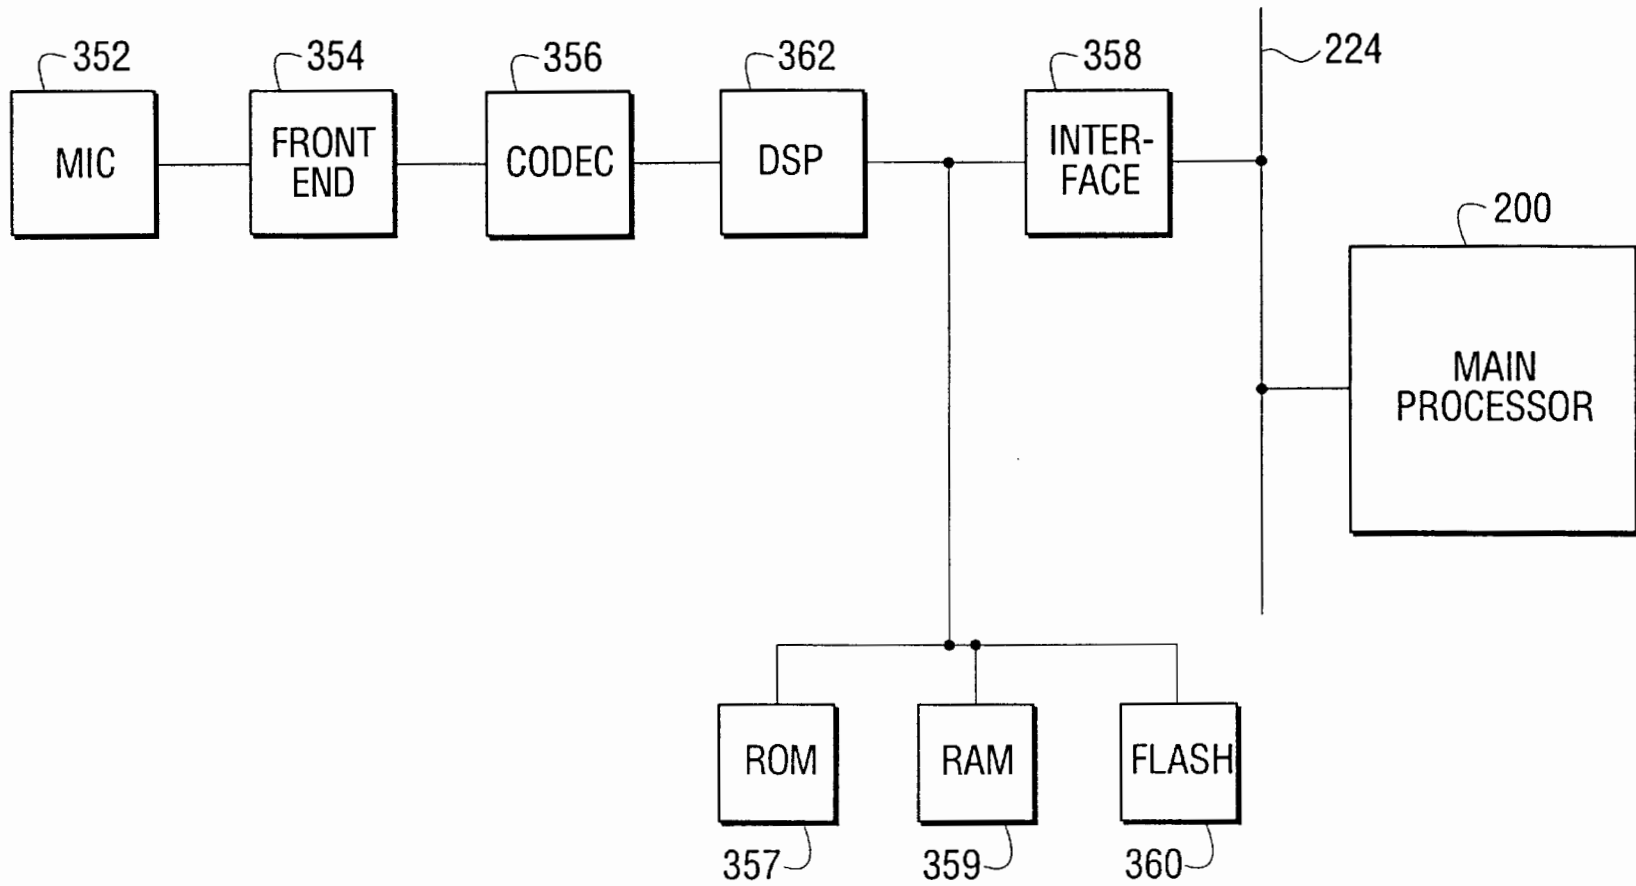 352
354
356
362
358
224
MIC
FRONT
END
CODEC
DSP
INTER-
FACE
200
MAIN
PROCESSOR
ROM
RAM
FLASH
357
359
360